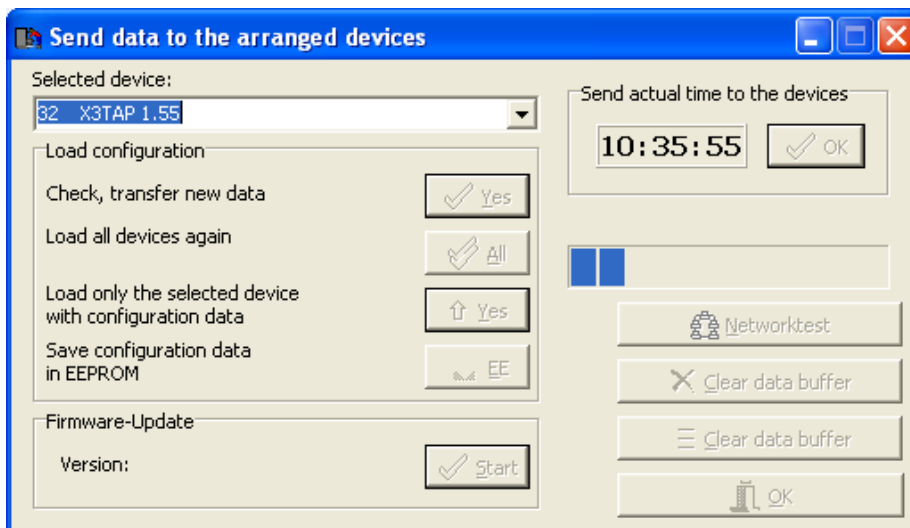 Send data to the arranged devices
Selected device:
32 X3TAP 1.55
Load configuration
Check, transfer new data
Yes
Load all devices again
All
Load only the selected device
with configuration data
Yes
Save configuration data
in EEPROM
EE
Firmware-Update
Version:
Start
Send actual time to the devices
10:35:55
OK
Networktest
Clear data buffer
Clear data buffer
OK